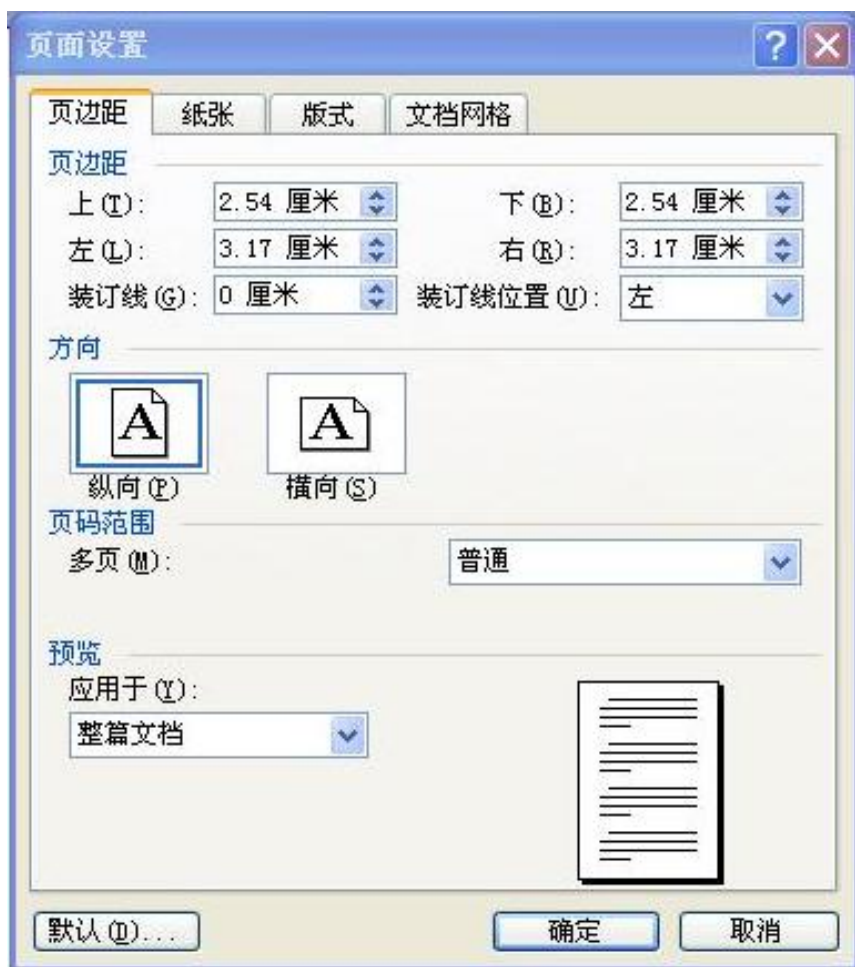 页面设置
页边距 纸张 版式 文档网格
页边距
上(T): 2.54 厘米 下(B): 2.54 厘米
左(L): 3.17 厘米 右(R): 3.17 厘米
装订线(G): 0 厘米 装订线位置(U): 左
方向
A A
纵向(P) 横向(S)
页码范围
多页(M): 普通
预览
应用于(Y):
整篇文档
默认(D)... 确定 取消